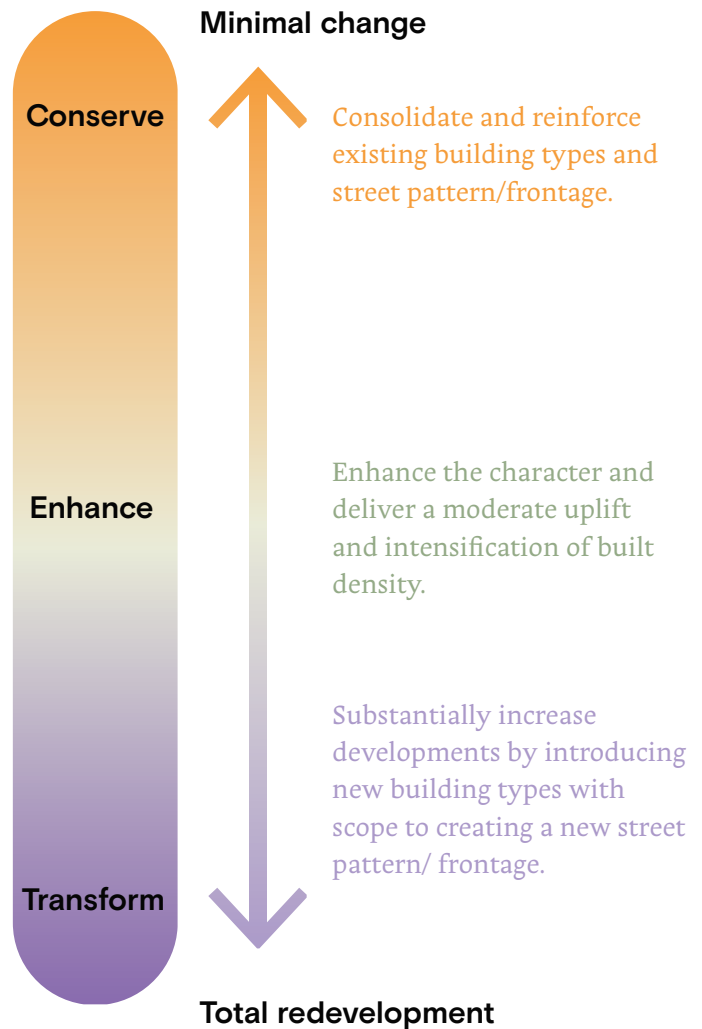 Minimal change
Conserve
Consolidate and reinforce
existing building types and
street pattern/frontage.
Enhance
Enhance the character and
deliver a moderate uplift
and intensification of built
density.
Substantially increase
developments by introducing
new building types with
scope to creating a new street
pattern/ frontage.
Transform
Total redevelopment